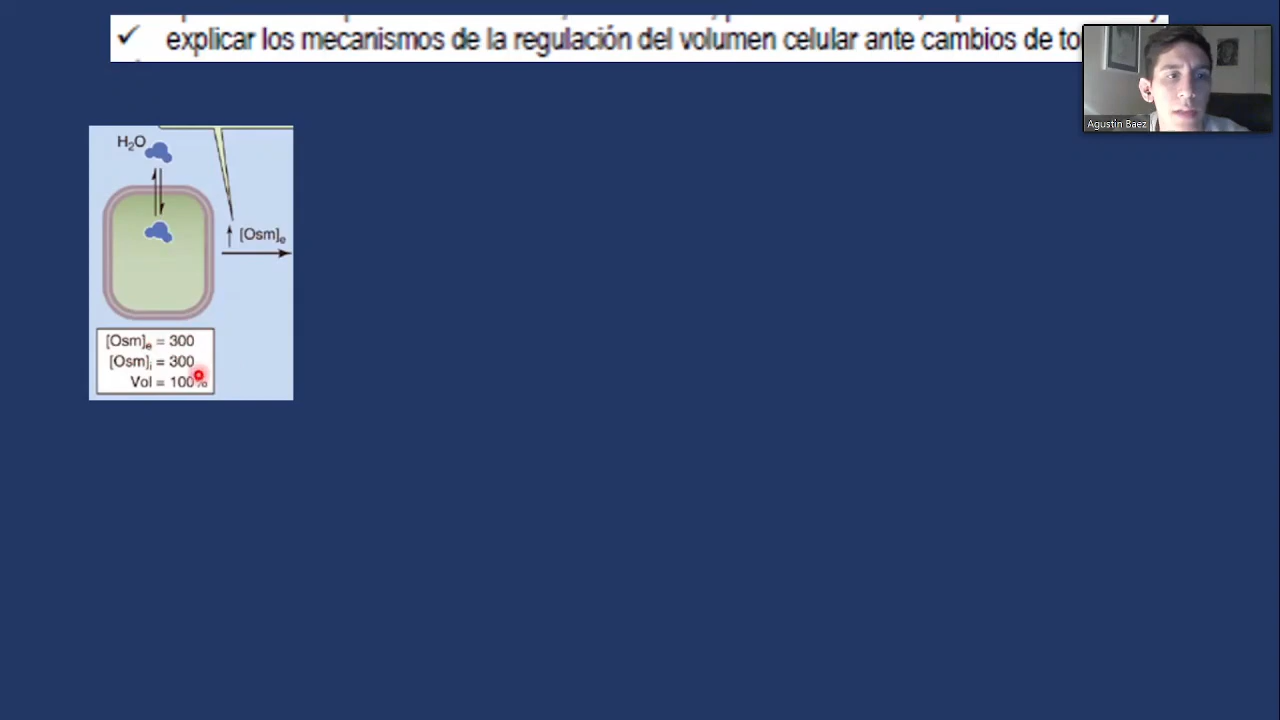 ✓ explicar los mecanismos de la regulación del volumen celular ante cambios de
Agustin Baez
H₂O
↑ [Osm]ₑ
[Osm]ₑ = 300
[Osm]ᵢ = 300
Vol = 100%